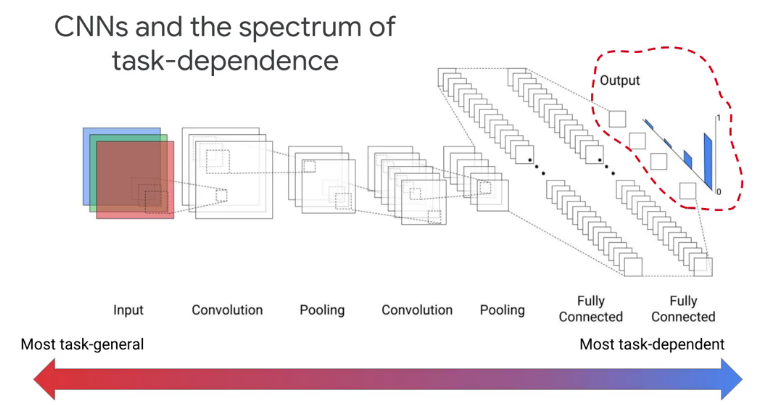 CNNs and the spectrum of
task-dependence
Output
1
0
Input
Convolution
Pooling
Convolution
Pooling
Fully
Connected
Fully
Connected
Most task-general
Most task-dependent